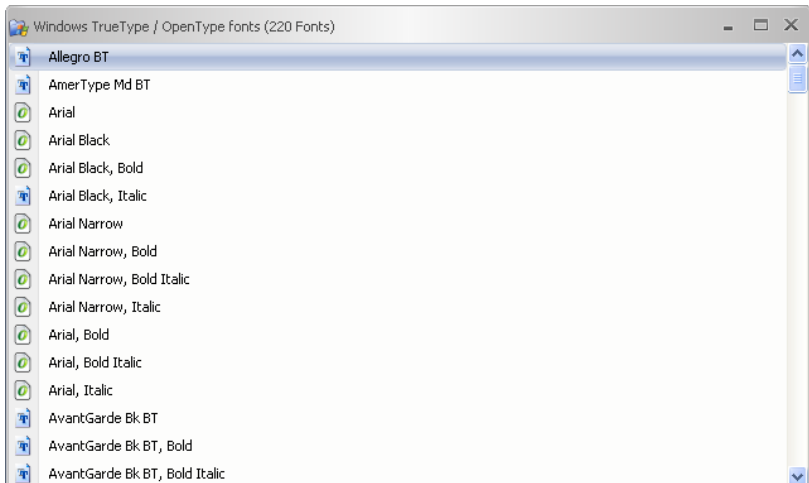 Windows TrueType / OpenType fonts (220 Fonts)
Allegro BT
AmerType Md BT
Arial
Arial Black
Arial Black, Bold
Arial Black, Italic
Arial Narrow
Arial Narrow, Bold
Arial Narrow, Bold Italic
Arial Narrow, Italic
Arial, Bold
Arial, Bold Italic
Arial, Italic
AvantGarde Bk BT
AvantGarde Bk BT, Bold
AvantGarde Bk BT, Bold Italic